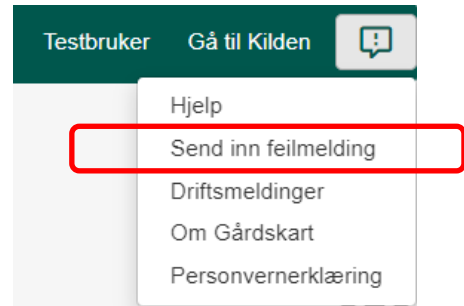 Testbruker Gå til Kilden
Hjelp
Send inn feilmelding
Driftsmeldinger
Om Gårdskart
Personvernerklæring